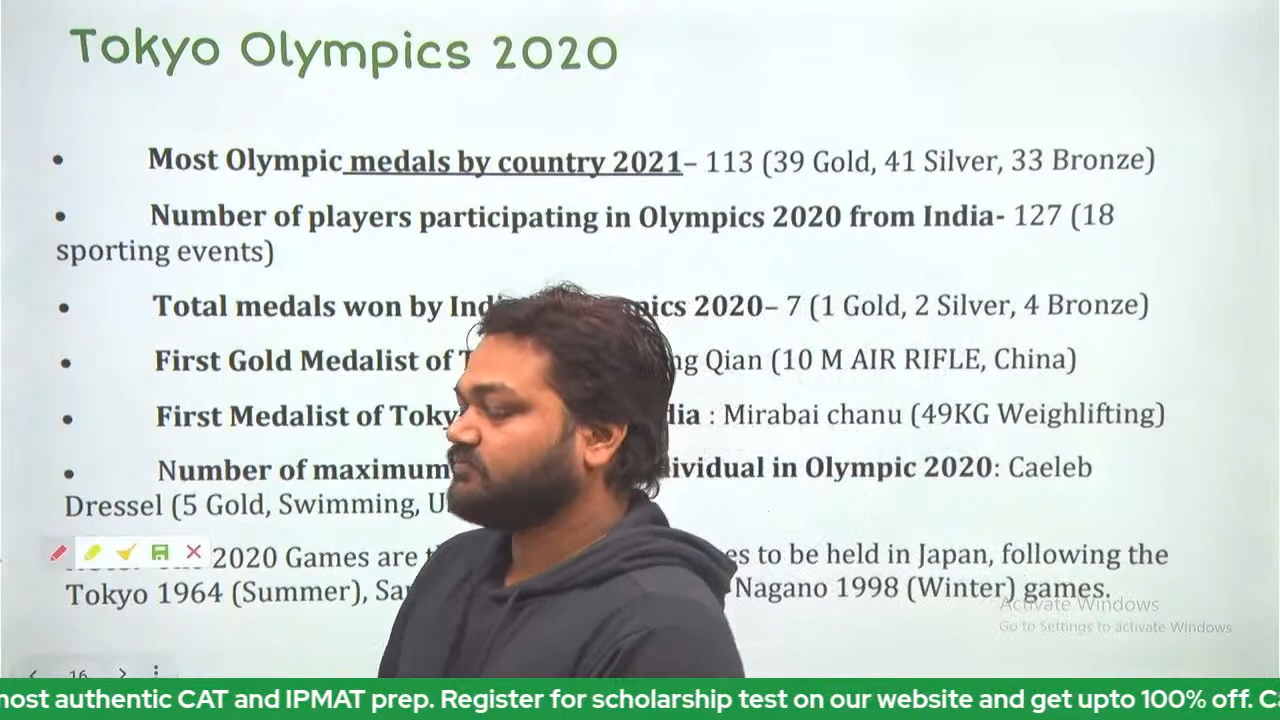 Tokyo Olympics 2020
• Most Olympic medals by country 2021– 113 (39 Gold, 41 Silver, 33 Bronze)
• Number of players participating in Olympics 2020 from India- 127 (18
sporting events)
• Total medals won by Ind pics 2020– 7 (1 Gold, 2 Silver, 4 Bronze)
• First Gold Medalist of T ng Qian (10 M AIR RIFLE, China)
• First Medalist of Toky dia : Mirabai chanu (49KG Weighlifting)
• Number of maximum dividual in Olympic 2020: Caeleb
Dressel (5 Gold, Swimming, U
2020 Games are t es to be held in Japan, following the
Tokyo 1964 (Summer), Sa Nagano 1998 (Winter) games.
Activate Windows
Go to Settings to activate Windows
16
most authentic CAT and IPMAT prep. Register for scholarship test on our website and get upto 100% off. Ca